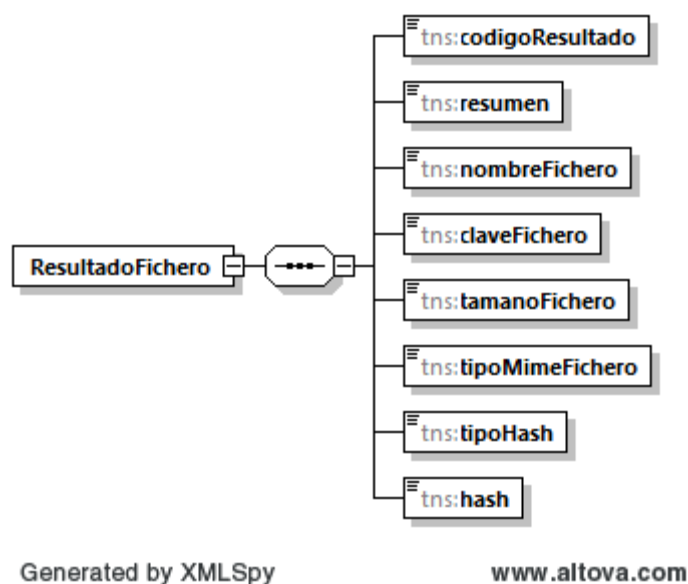 tns:codigoResultado
tns:resumen
tns:nombreFichero
tns:claveFichero
ResultadoFichero
tns:tamanoFichero
tns:tipoMimeFichero
tns:tipoHash
tns:hash
Generated by XMLSpy
www.altova.com